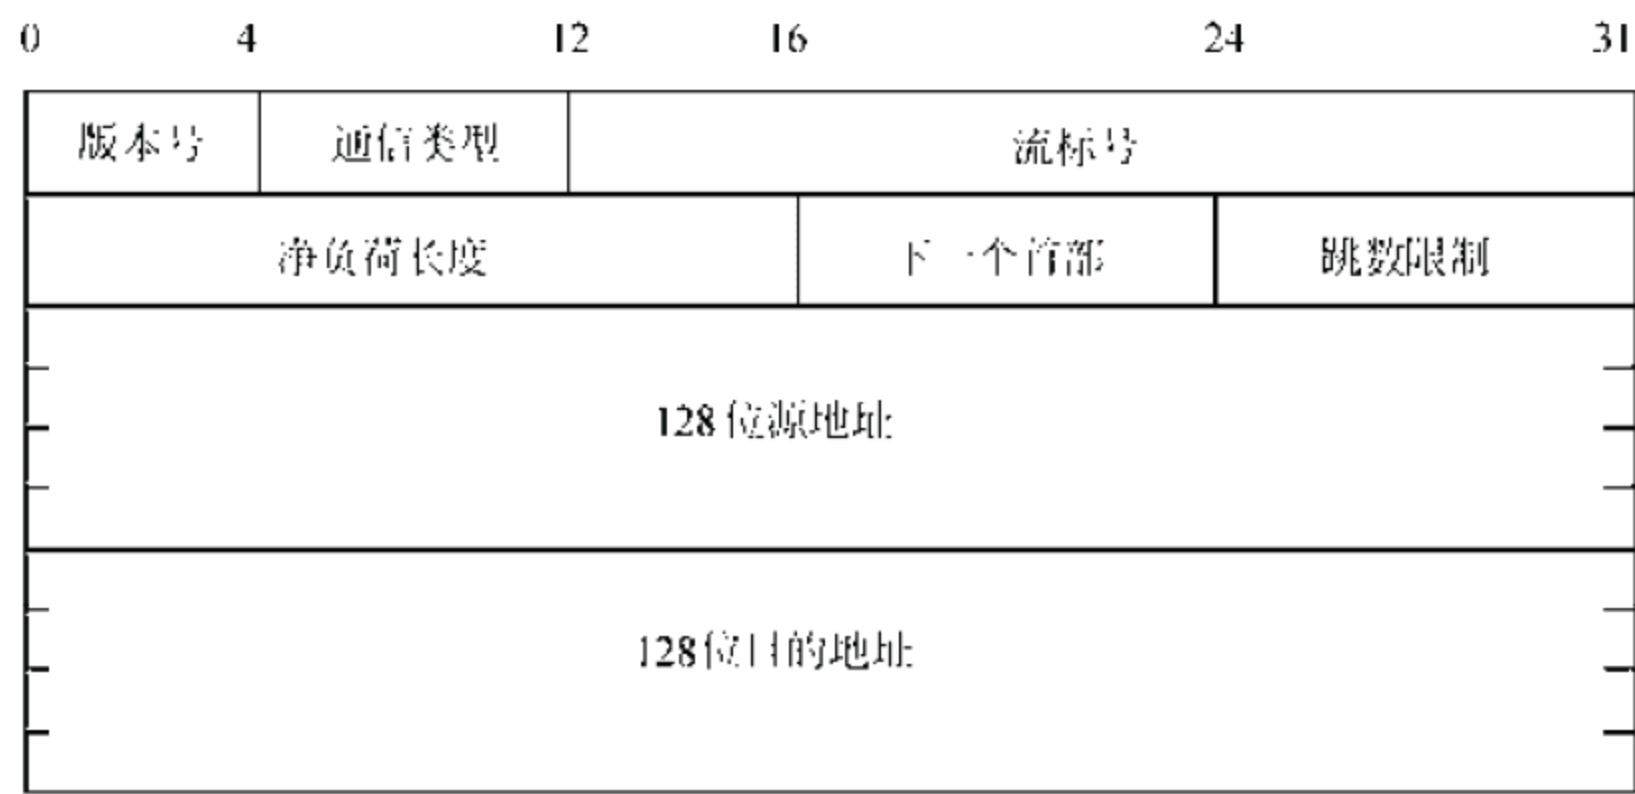 0 4 12 16 24 31
版本号 通信类型 流标号
净负荷长度 下一个首部 跳数限制
128位源地址
128位目的地址